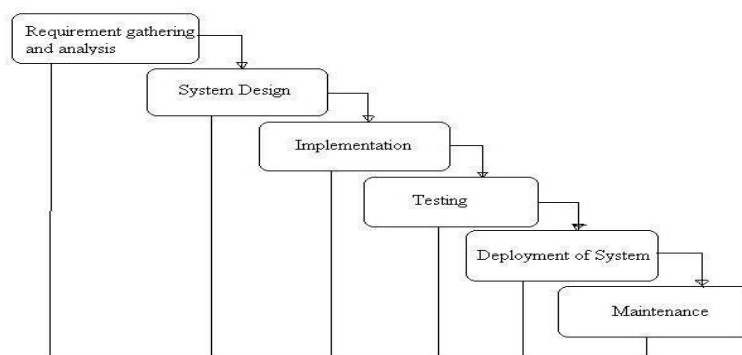 Requirement gathering
and analysis
System Design
Implementation
Testing
Deployment of System
Maintenance